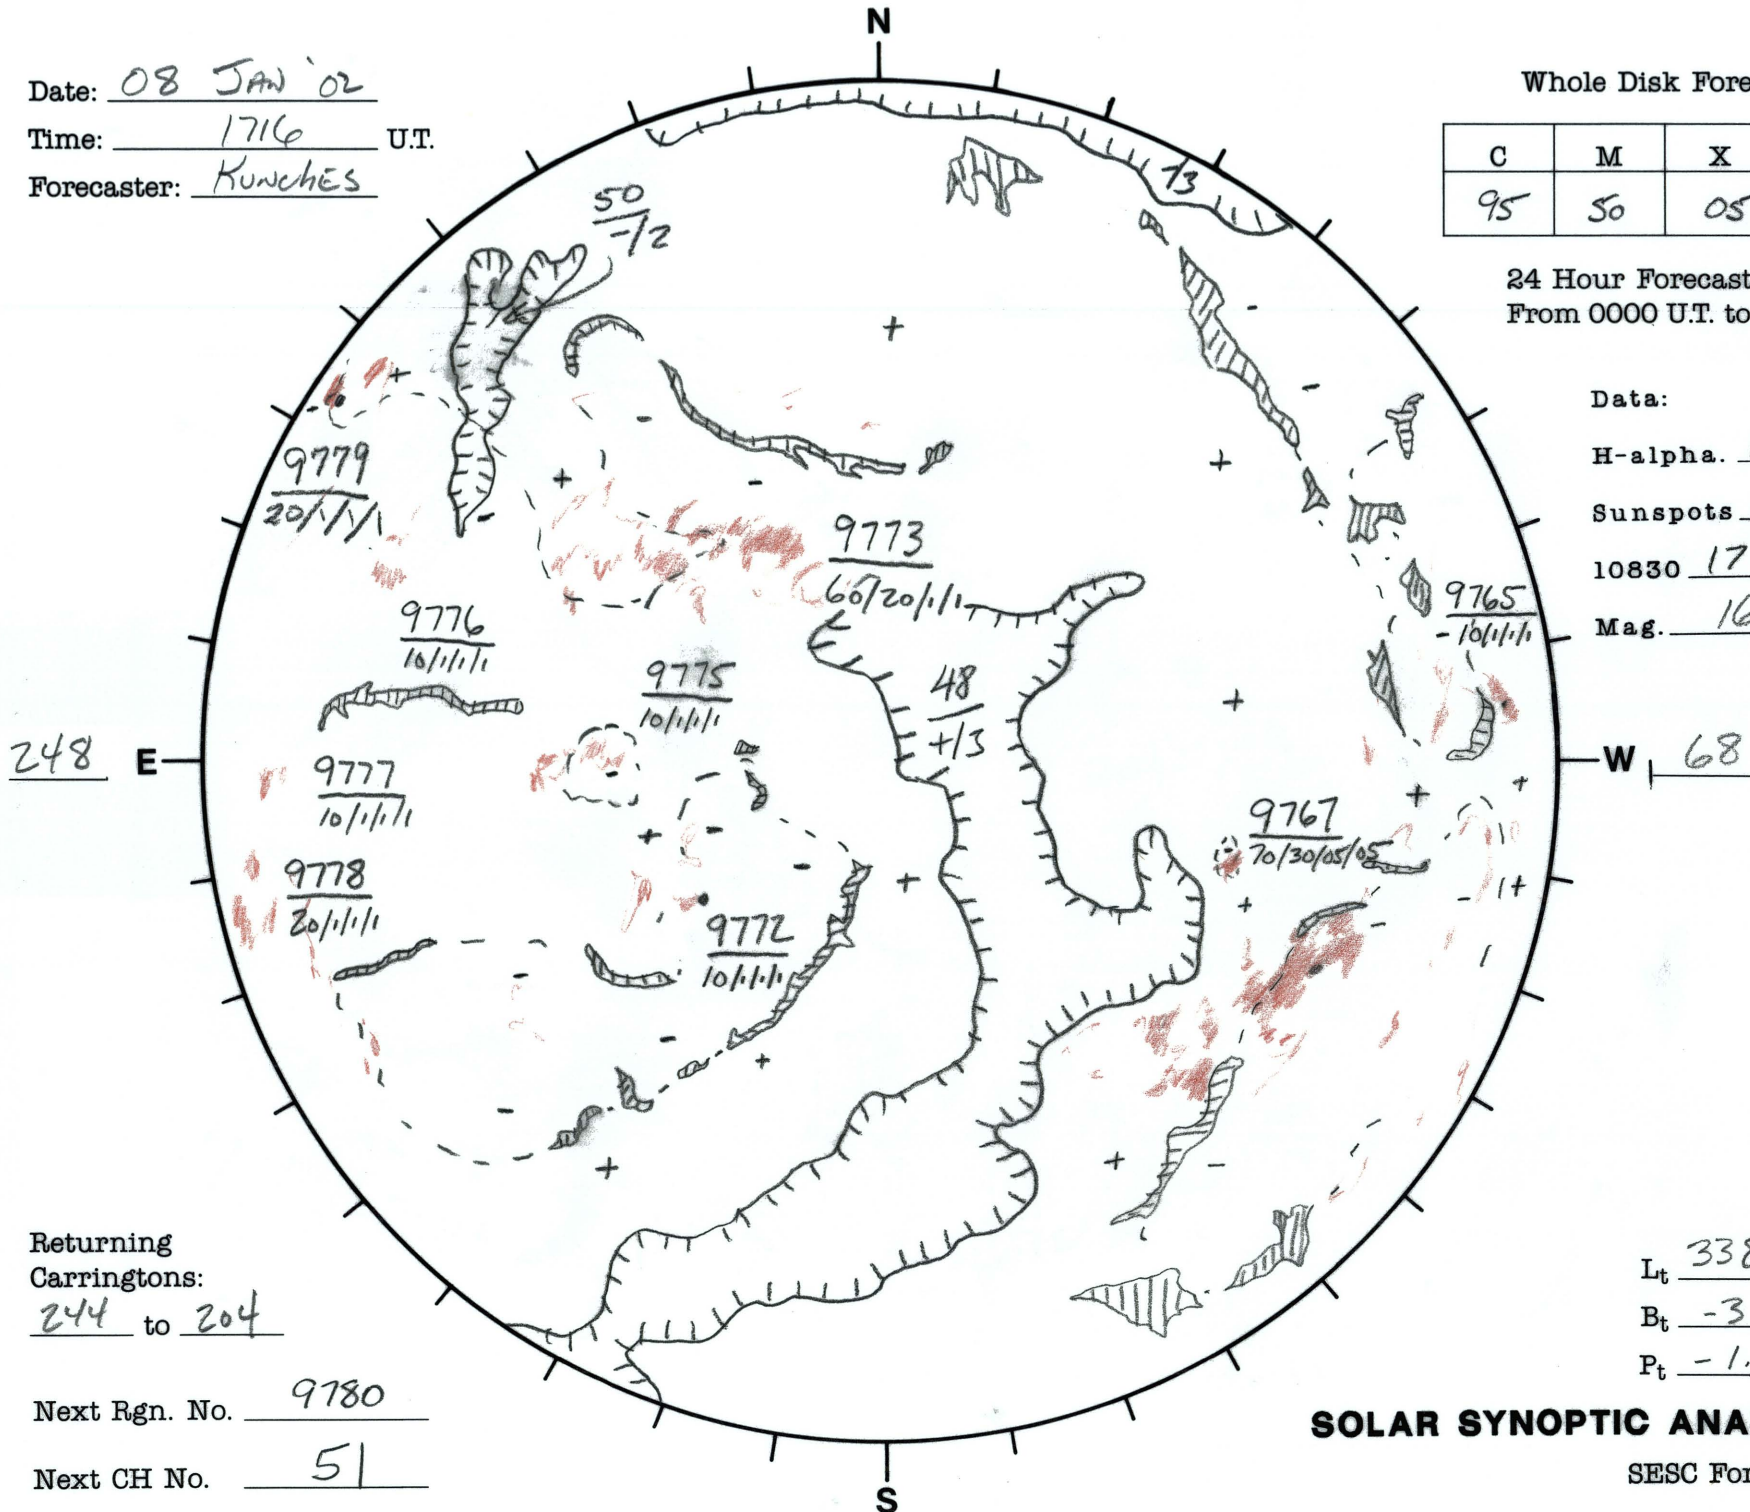 N
Date: 08 JAN '02
Time: 1716 U.T.
Forecaster: KUNCHES
Whole Disk Fore
C M X
95 50 05
24 Hour Forecast
From 0000 U.T. to
/3
50
-/2
Data:
H-alpha.
Sunspots
10830 17
Mag. 16
9779
20/1/1/1
9773
60/20/1/1
9765
10/1/1/1
9776
10/1/1/1
9775
10/1/1/1
48
+/3
248 E
W 68
9777
10/1/1/1
9767
70/30/05/05
9778
20/1/1/1
9772
10/1/1/1
Returning
Carringtons:
244 to 204
Next Rgn. No. 9780
Next CH No. 51
Lt 338
Bt -3
Pt -1.
SOLAR SYNOPTIC ANA
SESC For
S